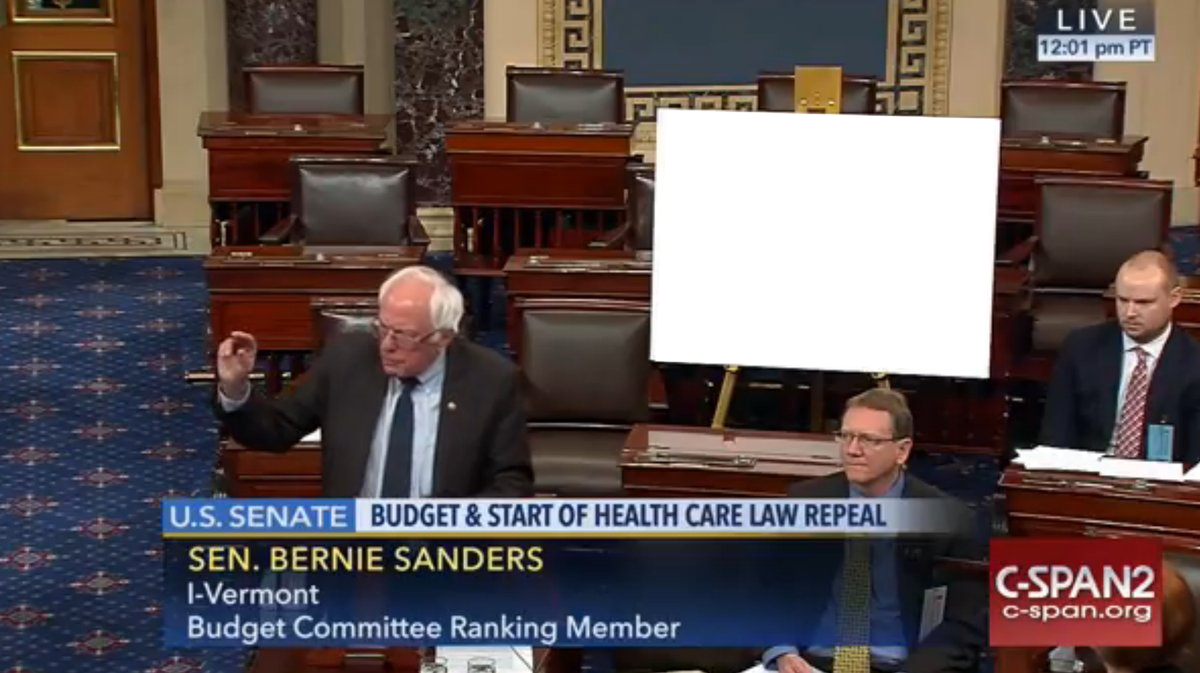 LIVE
12:01 pm PT
U.S. SENATE
BUDGET & START OF HEALTH CARE LAW REPEAL
SEN. BERNIE SANDERS
I-Vermont
Budget Committee Ranking Member
C-SPAN2
c-span.org